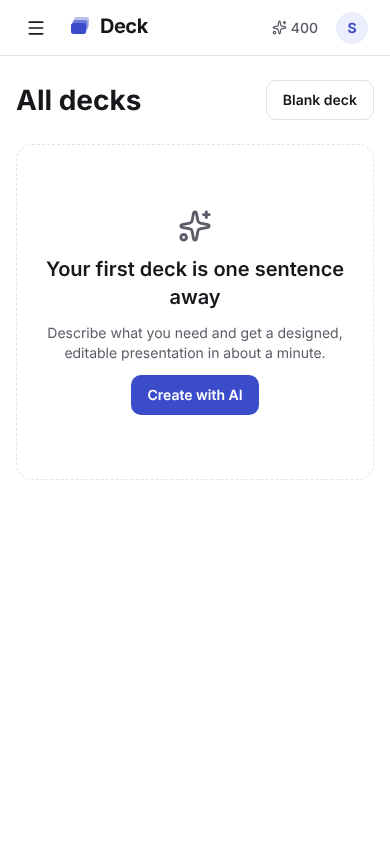 Deck
400
S
All decks
Blank deck
Your first deck is one sentence
away
Describe what you need and get a designed,
editable presentation in about a minute.
Create with AI